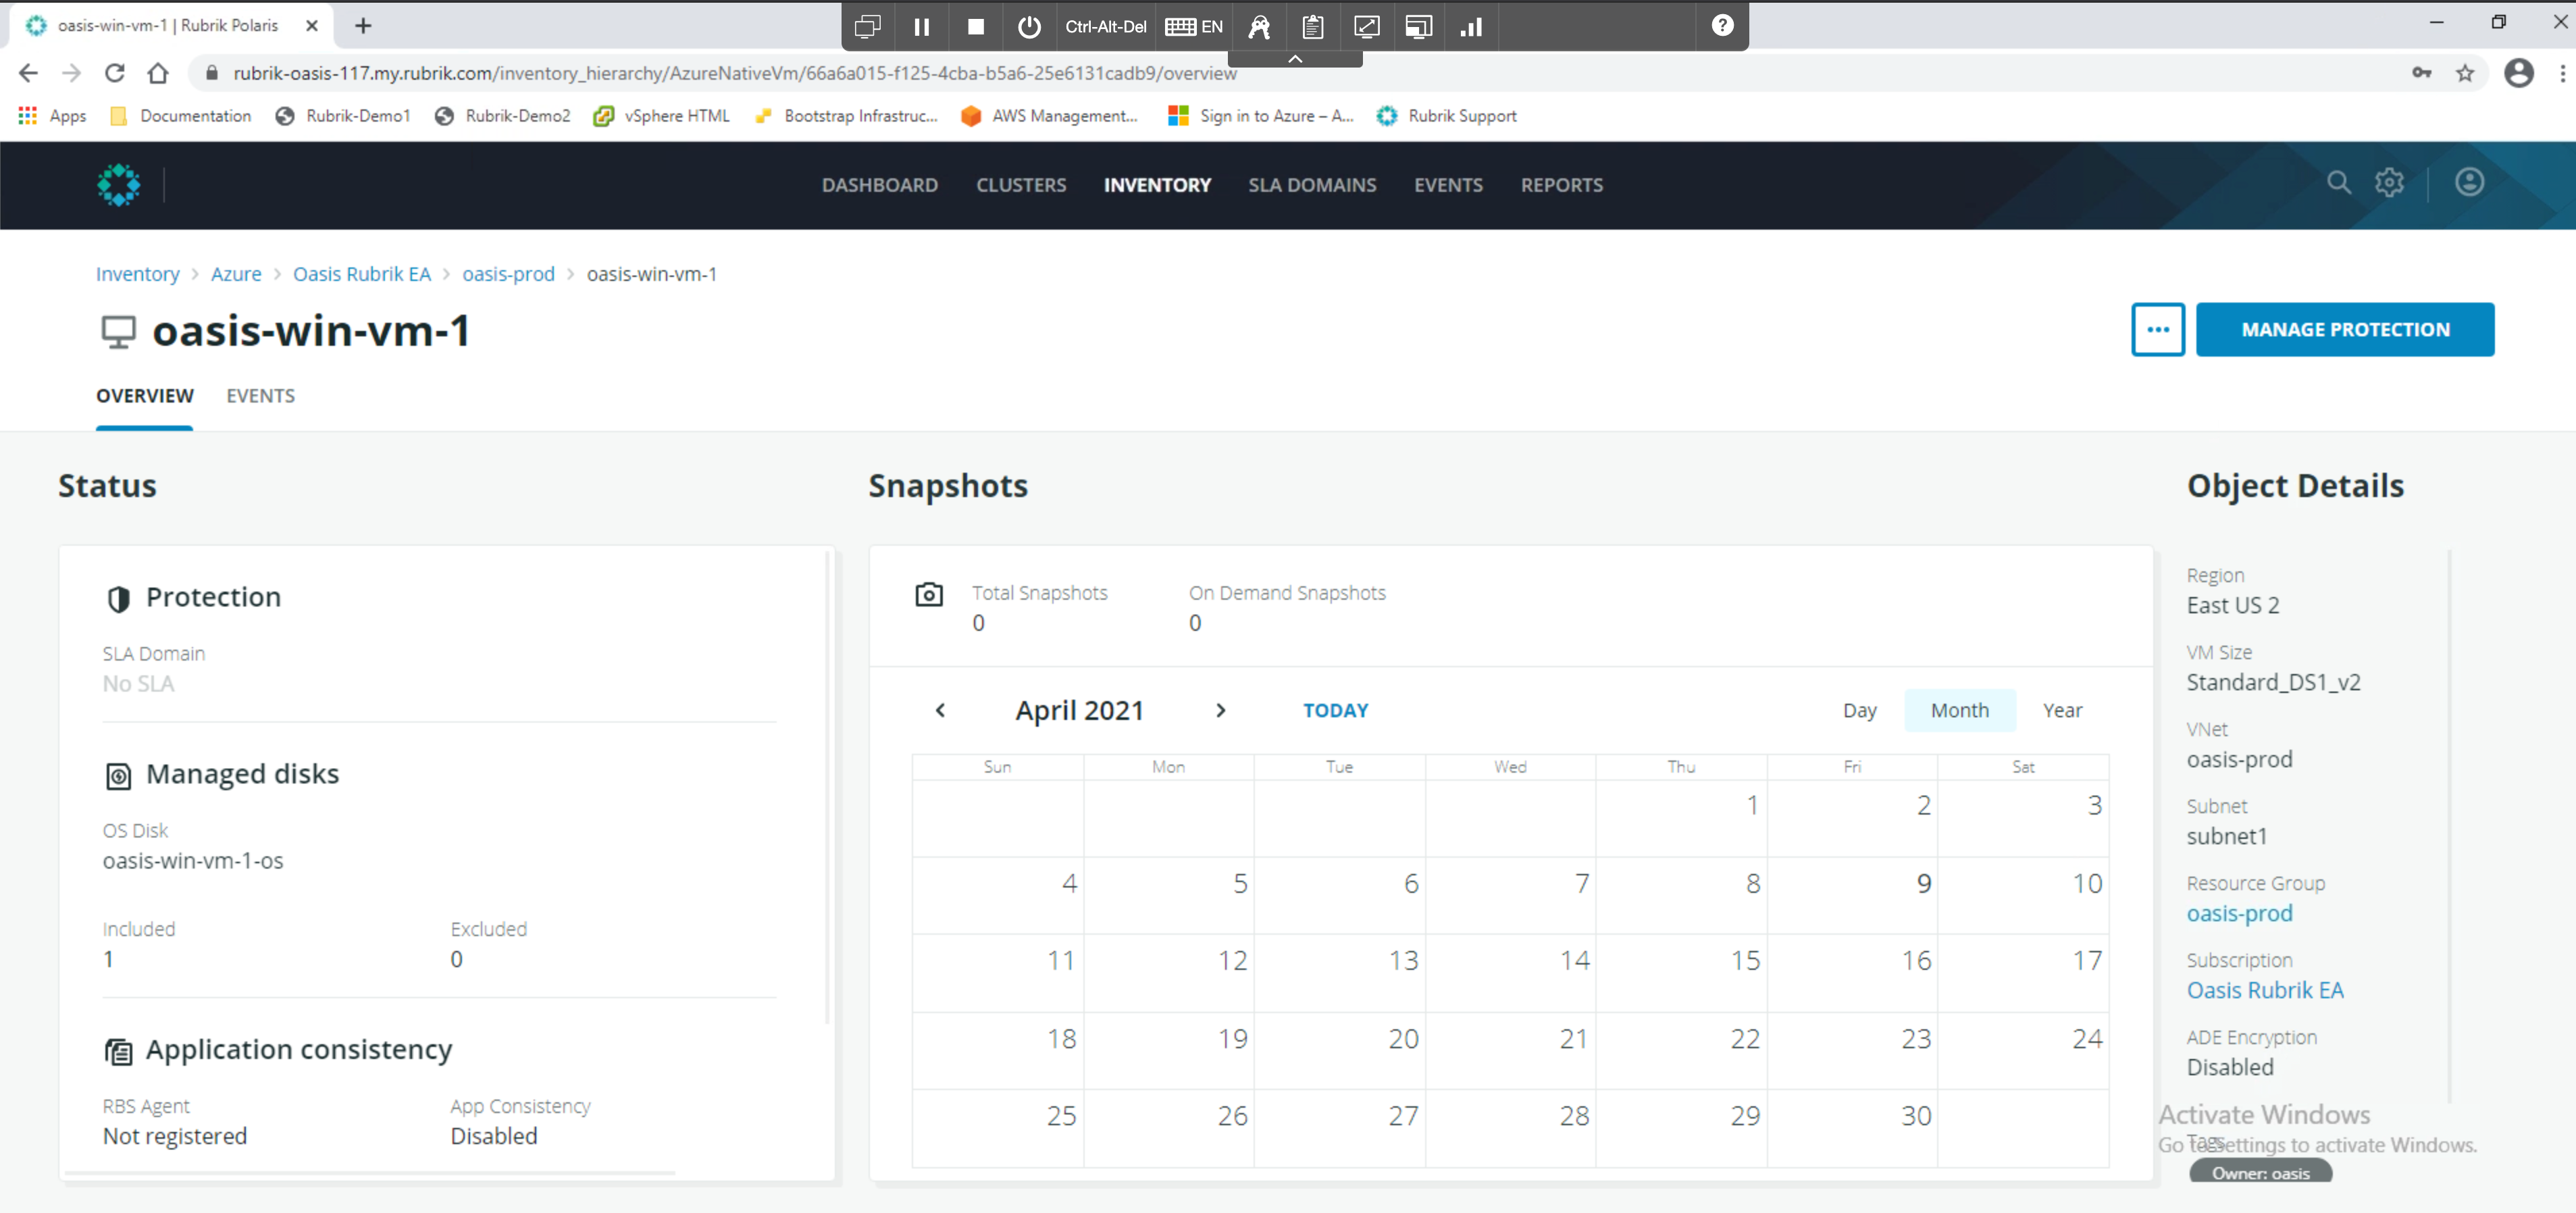 oasis-win-vm-1 | Rubrik Polaris
Ctrl-Alt-Del
EN
rubrik-oasis-117.my.rubrik.com/inventory_hierarchy/AzureNativeVm/66a6a015-f125-4cba-b5a6-25e6131cadb9/overview
Apps Documentation Rubrik-Demo1 Rubrik-Demo2 vSphere HTML Bootstrap Infrastruc... AWS Management... Sign in to Azure – A... Rubrik Support
DASHBOARD CLUSTERS INVENTORY SLA DOMAINS EVENTS REPORTS
Inventory > Azure > Oasis Rubrik EA > oasis-prod > oasis-win-vm-1
oasis-win-vm-1
... MANAGE PROTECTION
OVERVIEW EVENTS
Status
Protection
SLA Domain
No SLA
Managed disks
OS Disk
oasis-win-vm-1-os
Included Excluded
1 0
Application consistency
RBS Agent App Consistency
Not registered Disabled
Snapshots
Total Snapshots On Demand Snapshots
0 0
April 2021 TODAY Day Month Year
Sun Mon Tue Wed Thu Fri Sat
1 2 3
4 5 6 7 8 9 10
11 12 13 14 15 16 17
18 19 20 21 22 23 24
25 26 27 28 29 30
Object Details
Region
East US 2
VM Size
Standard_DS1_v2
VNet
oasis-prod
Subnet
subnet1
Resource Group
oasis-prod
Subscription
Oasis Rubrik EA
ADE Encryption
Disabled
Activate Windows
Tags
Go to Settings to activate Windows.
Owner: oasis